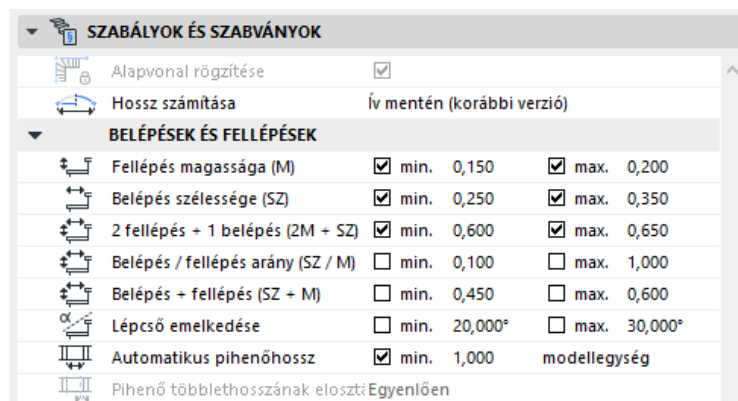 SZABÁLYOK ÉS SZABVÁNYOK
Alapvonal rögzítése
Hossz számítása Ív mentén (korábbi verzió)
BELÉPÉSEK ÉS FELLÉPÉSEK
Fellépés magassága (M) min. 0,150 max. 0,200
Belépés szélessége (SZ) min. 0,250 max. 0,350
2 fellépés + 1 belépés (2M + SZ) min. 0,600 max. 0,650
Belépés / fellépés arány (SZ / M) min. 0,100 max. 1,000
Belépés + fellépés (SZ + M) min. 0,450 max. 0,600
Lépcső emelkedése min. 20,000° max. 30,000°
Automatikus pihenőhossz min. 1,000 modellegység
Pihenő többlethosszának elosztá Egyenlően